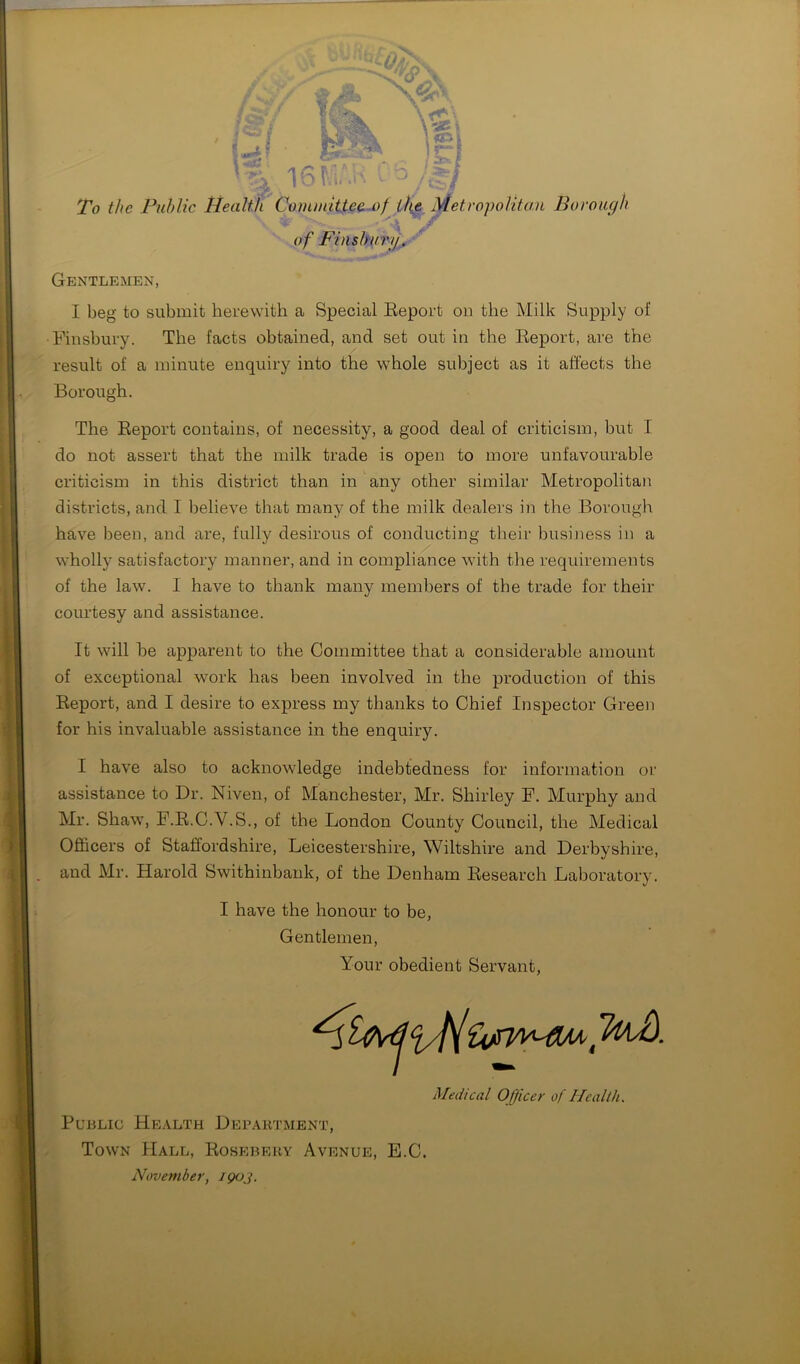 16 MAR 05
To the Public Health Committee of the Metropolitan Borough
of Finsbury.
GENTLEMEN,
I beg to submit herewith a Special Report on the Milk Supply of
Finsbury. The facts obtained, and set out in the Report, are the
result of a minute enquiry into the whole subject as it affects the
Borough.
The Report contains, of necessity, a good deal of criticism, but I
do not assert that the milk trade is open to more unfavourable
criticism in this district than in any other similar Metropolitan
districts, and I believe that many of the milk dealers in the Borough
have been, and are, fully desirous of conducting their business in a
wholly satisfactory manner, and in compliance with the requirements
of the law. I have to thank many members of the trade for their
courtesy and assistance.
It will be apparent to the Committee that a considerable amount
of exceptional work has been involved in the production of this
Report, and I desire to express my thanks to Chief Inspector Green
for his invaluable assistance in the enquiry.
I have also to acknowledge indebtedness for information or
assistance to Dr. Niven, of Manchester, Mr. Shirley F. Murphy and
Mr. Shaw, F.R.C.V.S., of the London County Council, the Medical
Officers of Staffordshire, Leicestershire, Wiltshire and Derbyshire,
and Mr. Harold Swithinbank, of the Denham Research Laboratory.
I have the honour to be,
Gentlemen,
Your obedient Servant,
George Newman, M.D.
Medical Officer of Health.
PUBLIC HEALTH DEPARTMENT,
TOWN HALL, ROSEBERY AVENUE, E.C.
November, 1903.